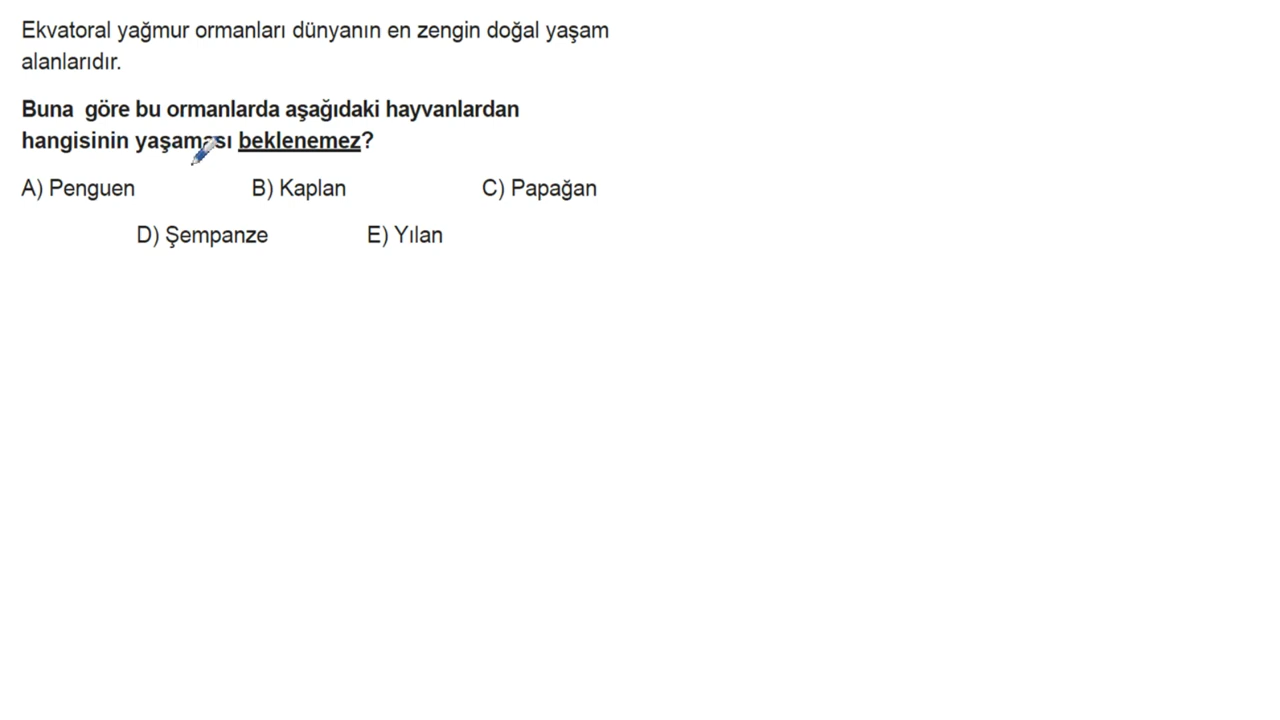 Ekvatoral yağmur ormanları dünyanın en zengin doğal yaşam
alanlarıdır.
Buna göre bu ormanlarda aşağıdaki hayvanlardan
hangisinin yaşaması beklenemez?
A) Penguen B) Kaplan C) Papağan
D) Şempanze E) Yılan